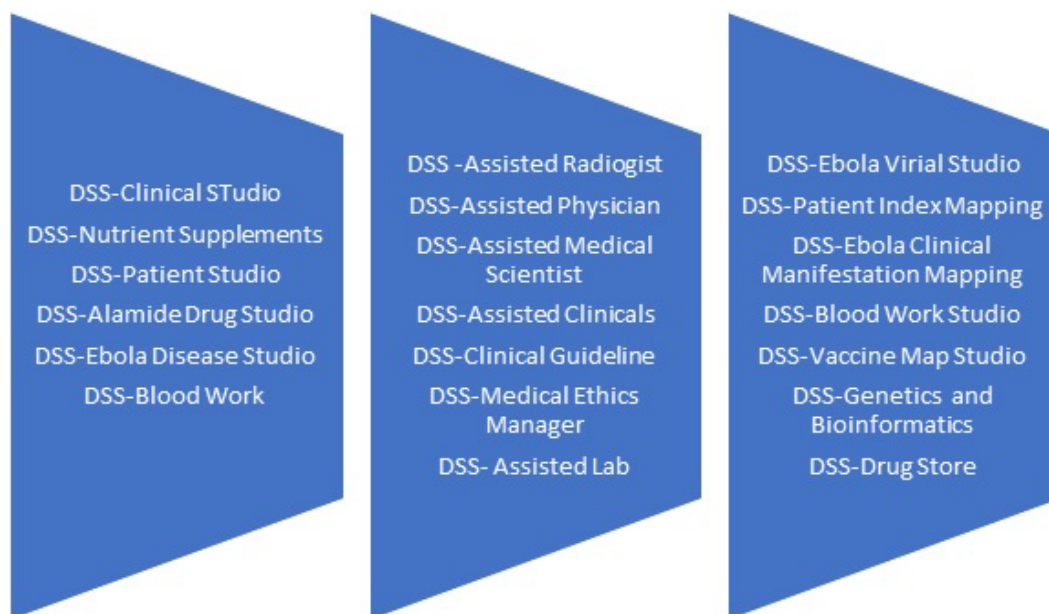 DSS-Clinical STudio
DSS-Nutrient Supplements
DSS-Patient Studio
DSS-Alamide Drug Studio
DSS-Ebola Disease Studio
DSS-Blood Work
DSS -Assisted Radiogist
DSS-Assisted Physician
DSS-Assisted Medical
Scientist
DSS-Assisted Clinicals
DSS-Clinical Guideline
DSS-Medical Ethics
Manager
DSS- Assisted Lab
DSS-Ebola Virial Studio
DSS-Patient Index Mapping
DSS-Ebola Clinical
Manifestation Mapping
DSS-Blood Work Studio
DSS-Vaccine Map Studio
DSS-Genetics and
Bioinformatics
DSS-Drug Store